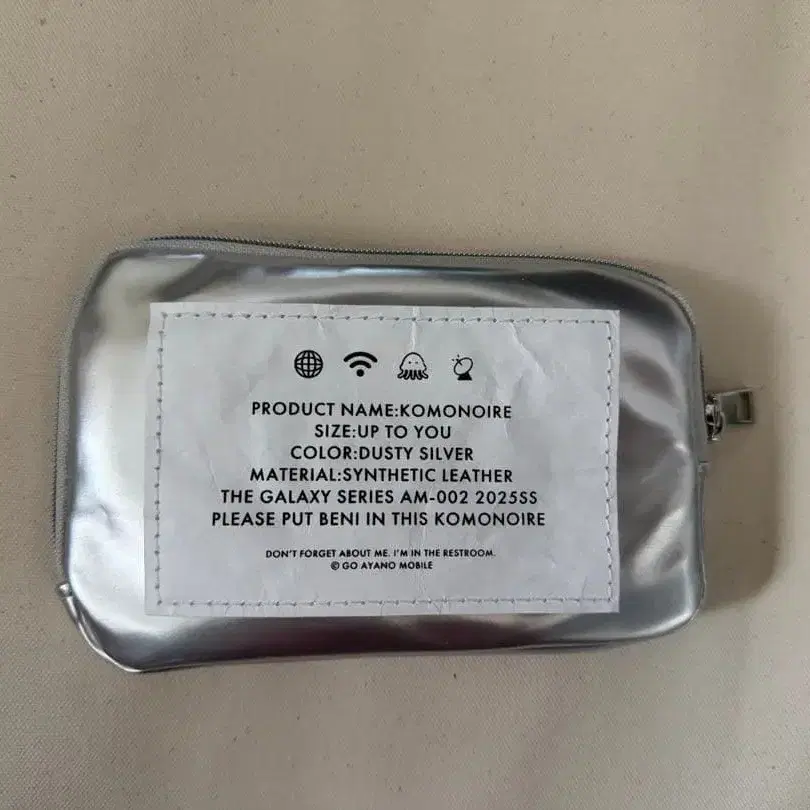 PRODUCT NAME:KOMONOIRE
SIZE:UP TO YOU
COLOR:DUSTY SILVER
MATERIAL:SYNTHETIC LEATHER
THE GALAXY SERIES AM-002 2025SS
PLEASE PUT BENI IN THIS KOMONOIRE
DON'T FORGET ABOUT ME. I'M IN THE RESTROOM.
© GO AYANO MOBILE